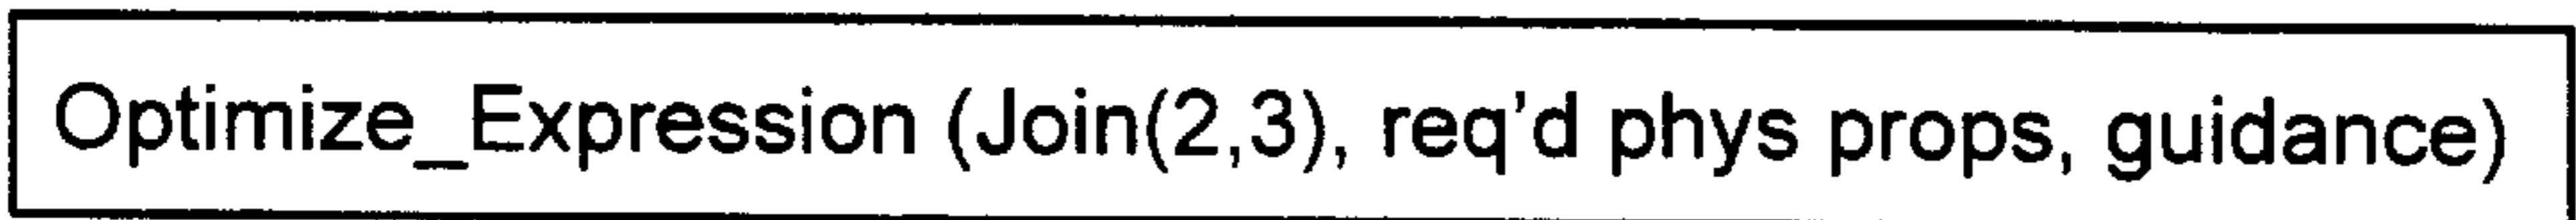 Optimize_Expression (Join(2,3), req'd phys props, guidance)